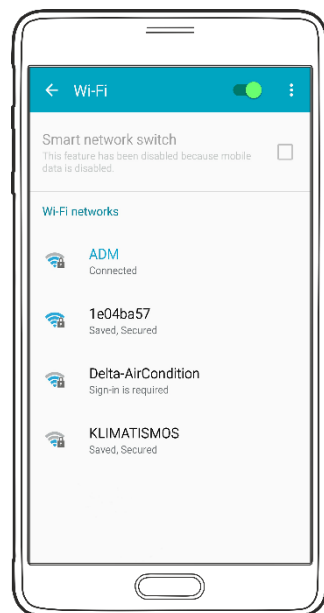 Wi-Fi
Smart network switch
This feature has been disabled because mobile
data is disabled.
Wi-Fi networks
ADM
Connected
1e04ba57
Saved, Secured
Delta-AirCondition
Sign-in is required
KLIMATISMOS
Saved, Secured